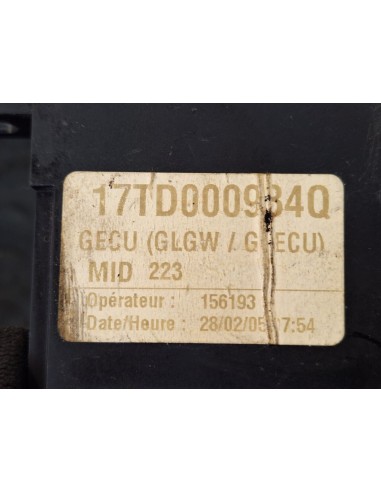 17TD000934Q
GECU (GLGW / G ECU)
MID 223
Opérateur : 156193
Date/Heure : 28/02/05 7:54